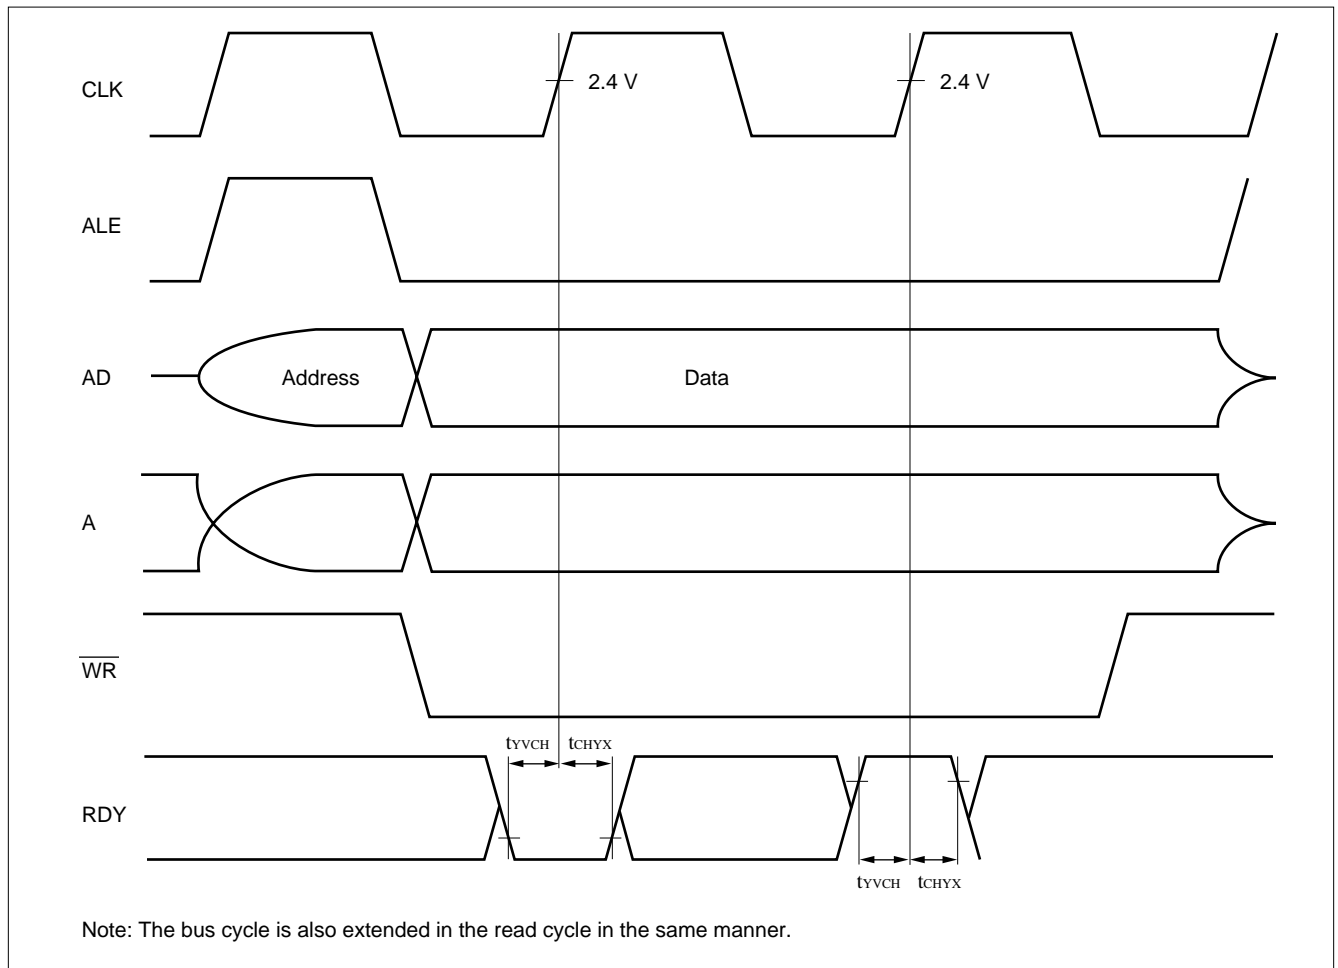 CLK
2.4 V
2.4 V
ALE
AD
Address
Data
A
WR
tYVCH tCHYX
RDY
tYVCH tCHYX
Note: The bus cycle is also extended in the read cycle in the same manner.